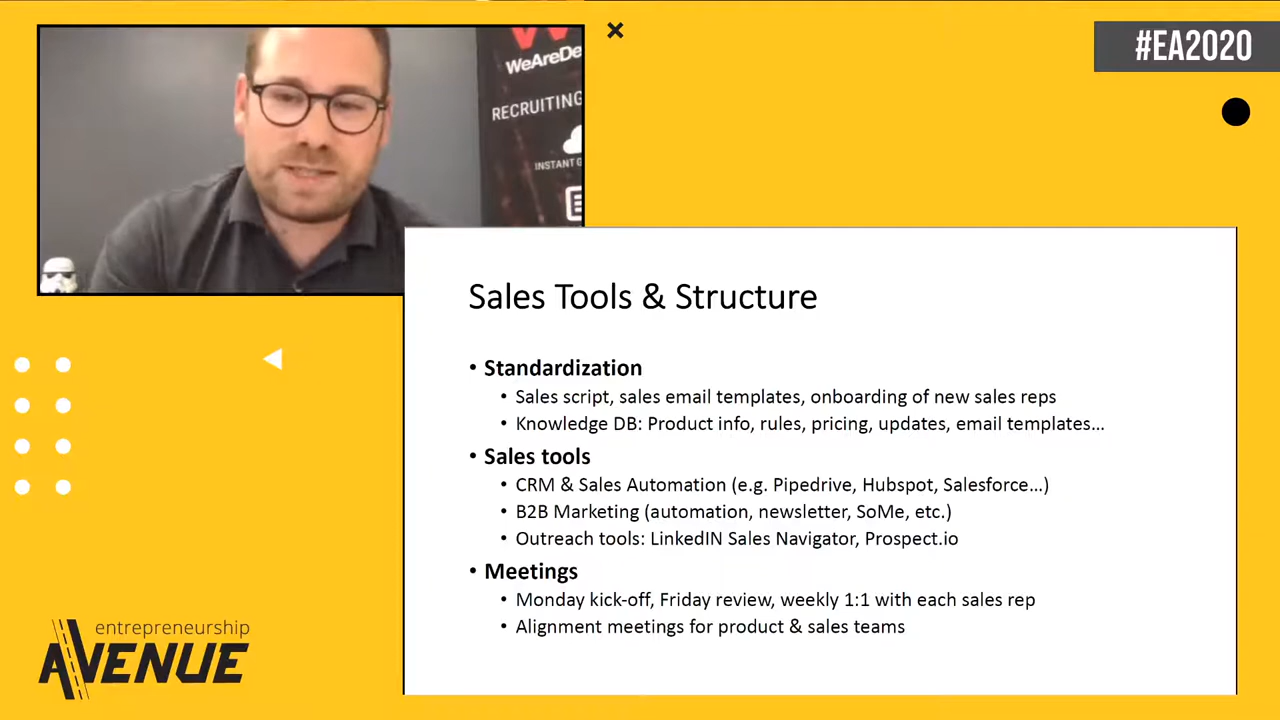 #EA2020
WeAreDe
RECRUITING
INSTANT G
Sales Tools & Structure
• Standardization
• Sales script, sales email templates, onboarding of new sales reps
• Knowledge DB: Product info, rules, pricing, updates, email templates…
• Sales tools
• CRM & Sales Automation (e.g. Pipedrive, Hubspot, Salesforce…)
• B2B Marketing (automation, newsletter, SoMe, etc.)
• Outreach tools: LinkedIN Sales Navigator, Prospect.io
• Meetings
• Monday kick-off, Friday review, weekly 1:1 with each sales rep
• Alignment meetings for product & sales teams
entrepreneurship
AVENUE